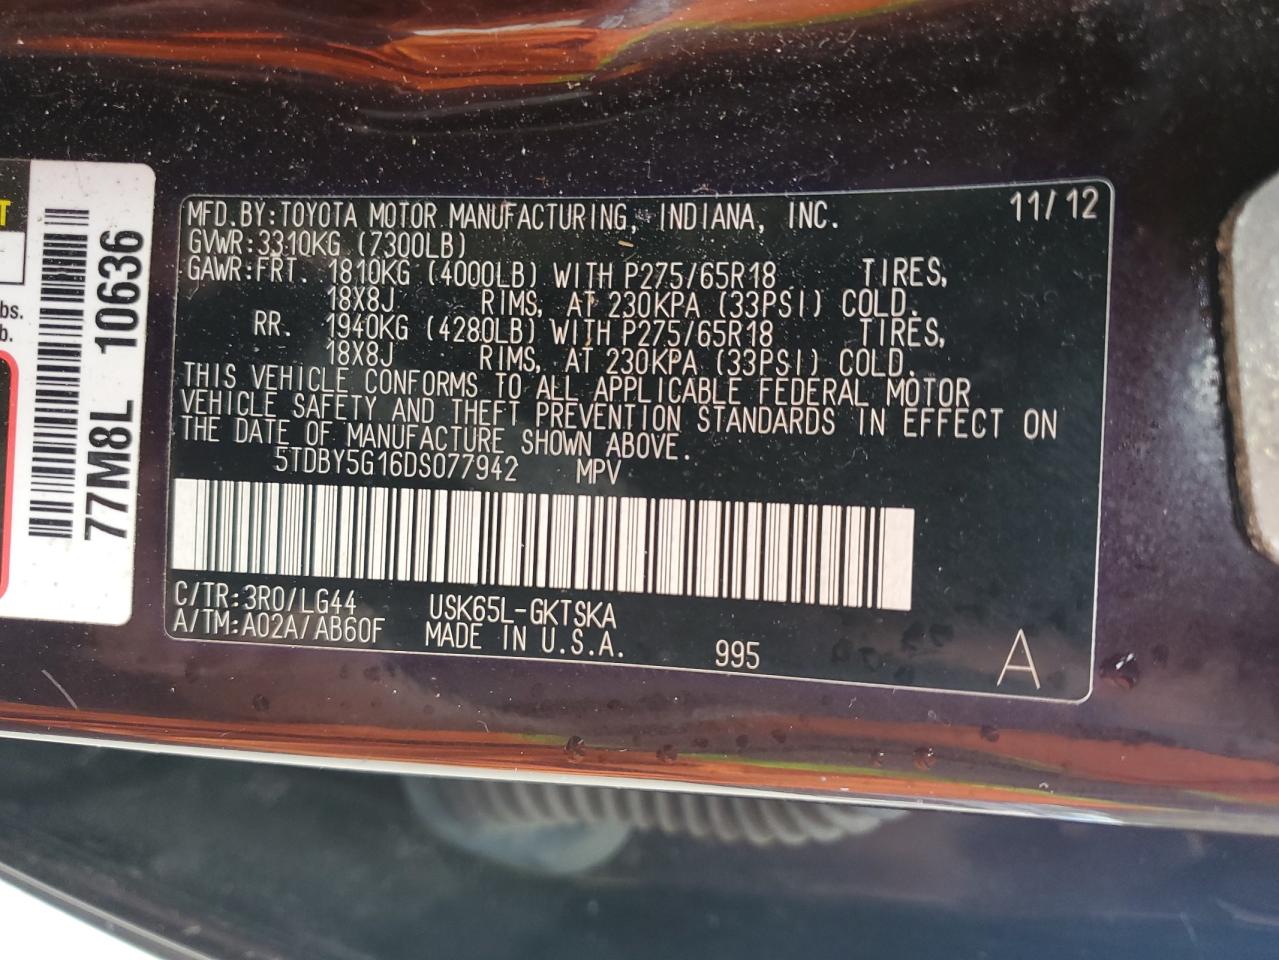 MFD.BY:TOYOTA MOTOR MANUFACTURING, INDIANA, INC. 11/12
GVWR:3310KG (7300LB)
GAWR:FRT. 1810KG (4000LB) WITH P275/65R18 TIRES,
18X8J RIMS, AT 230KPA (33PSI) COLD.
RR. 1940KG (4280LB) WITH P275/65R18 TIRES,
18X8J RIMS, AT 230KPA (33PSI) COLD.
THIS VEHICLE CONFORMS TO ALL APPLICABLE FEDERAL MOTOR
VEHICLE SAFETY AND THEFT PREVENTION STANDARDS IN EFFECT ON
THE DATE OF MANUFACTURE SHOWN ABOVE.
5TDBY5G16DS077942 MPV
C/TR:3R0/LG44 USK65L-GKTSKA
A/TM:A02A/AB60F MADE IN U.S.A. 995 A
77M8L 10636
T
bs.
b.